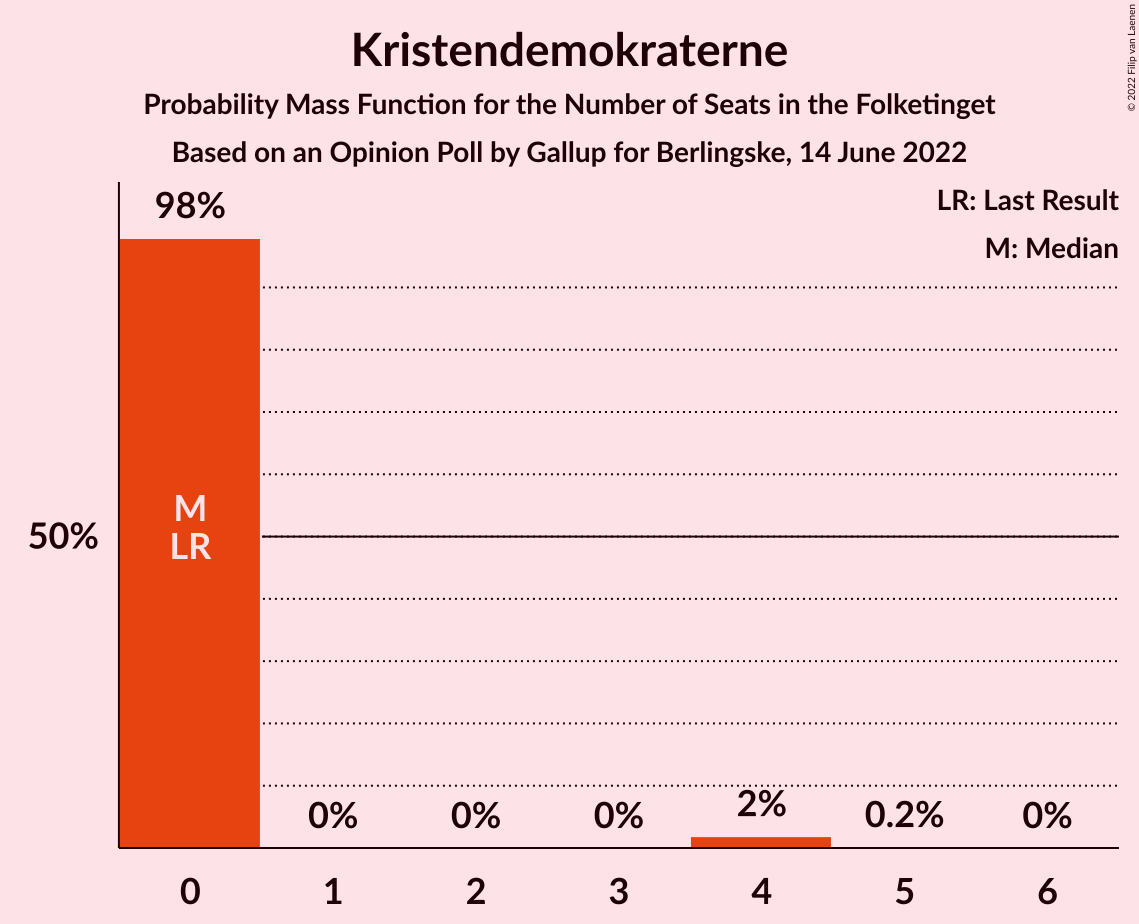 Kristendemokraterne
Probability Mass Function for the Number of Seats in the Folketinget
Based on an Opinion Poll by Gallup for Berlingske, 14 June 2022
© 2022 Filip van Laenen
LR: Last Result
M: Median
98%
M
LR
50%
0%
0%
0%
2%
0.2%
0%
0
1
2
3
4
5
6